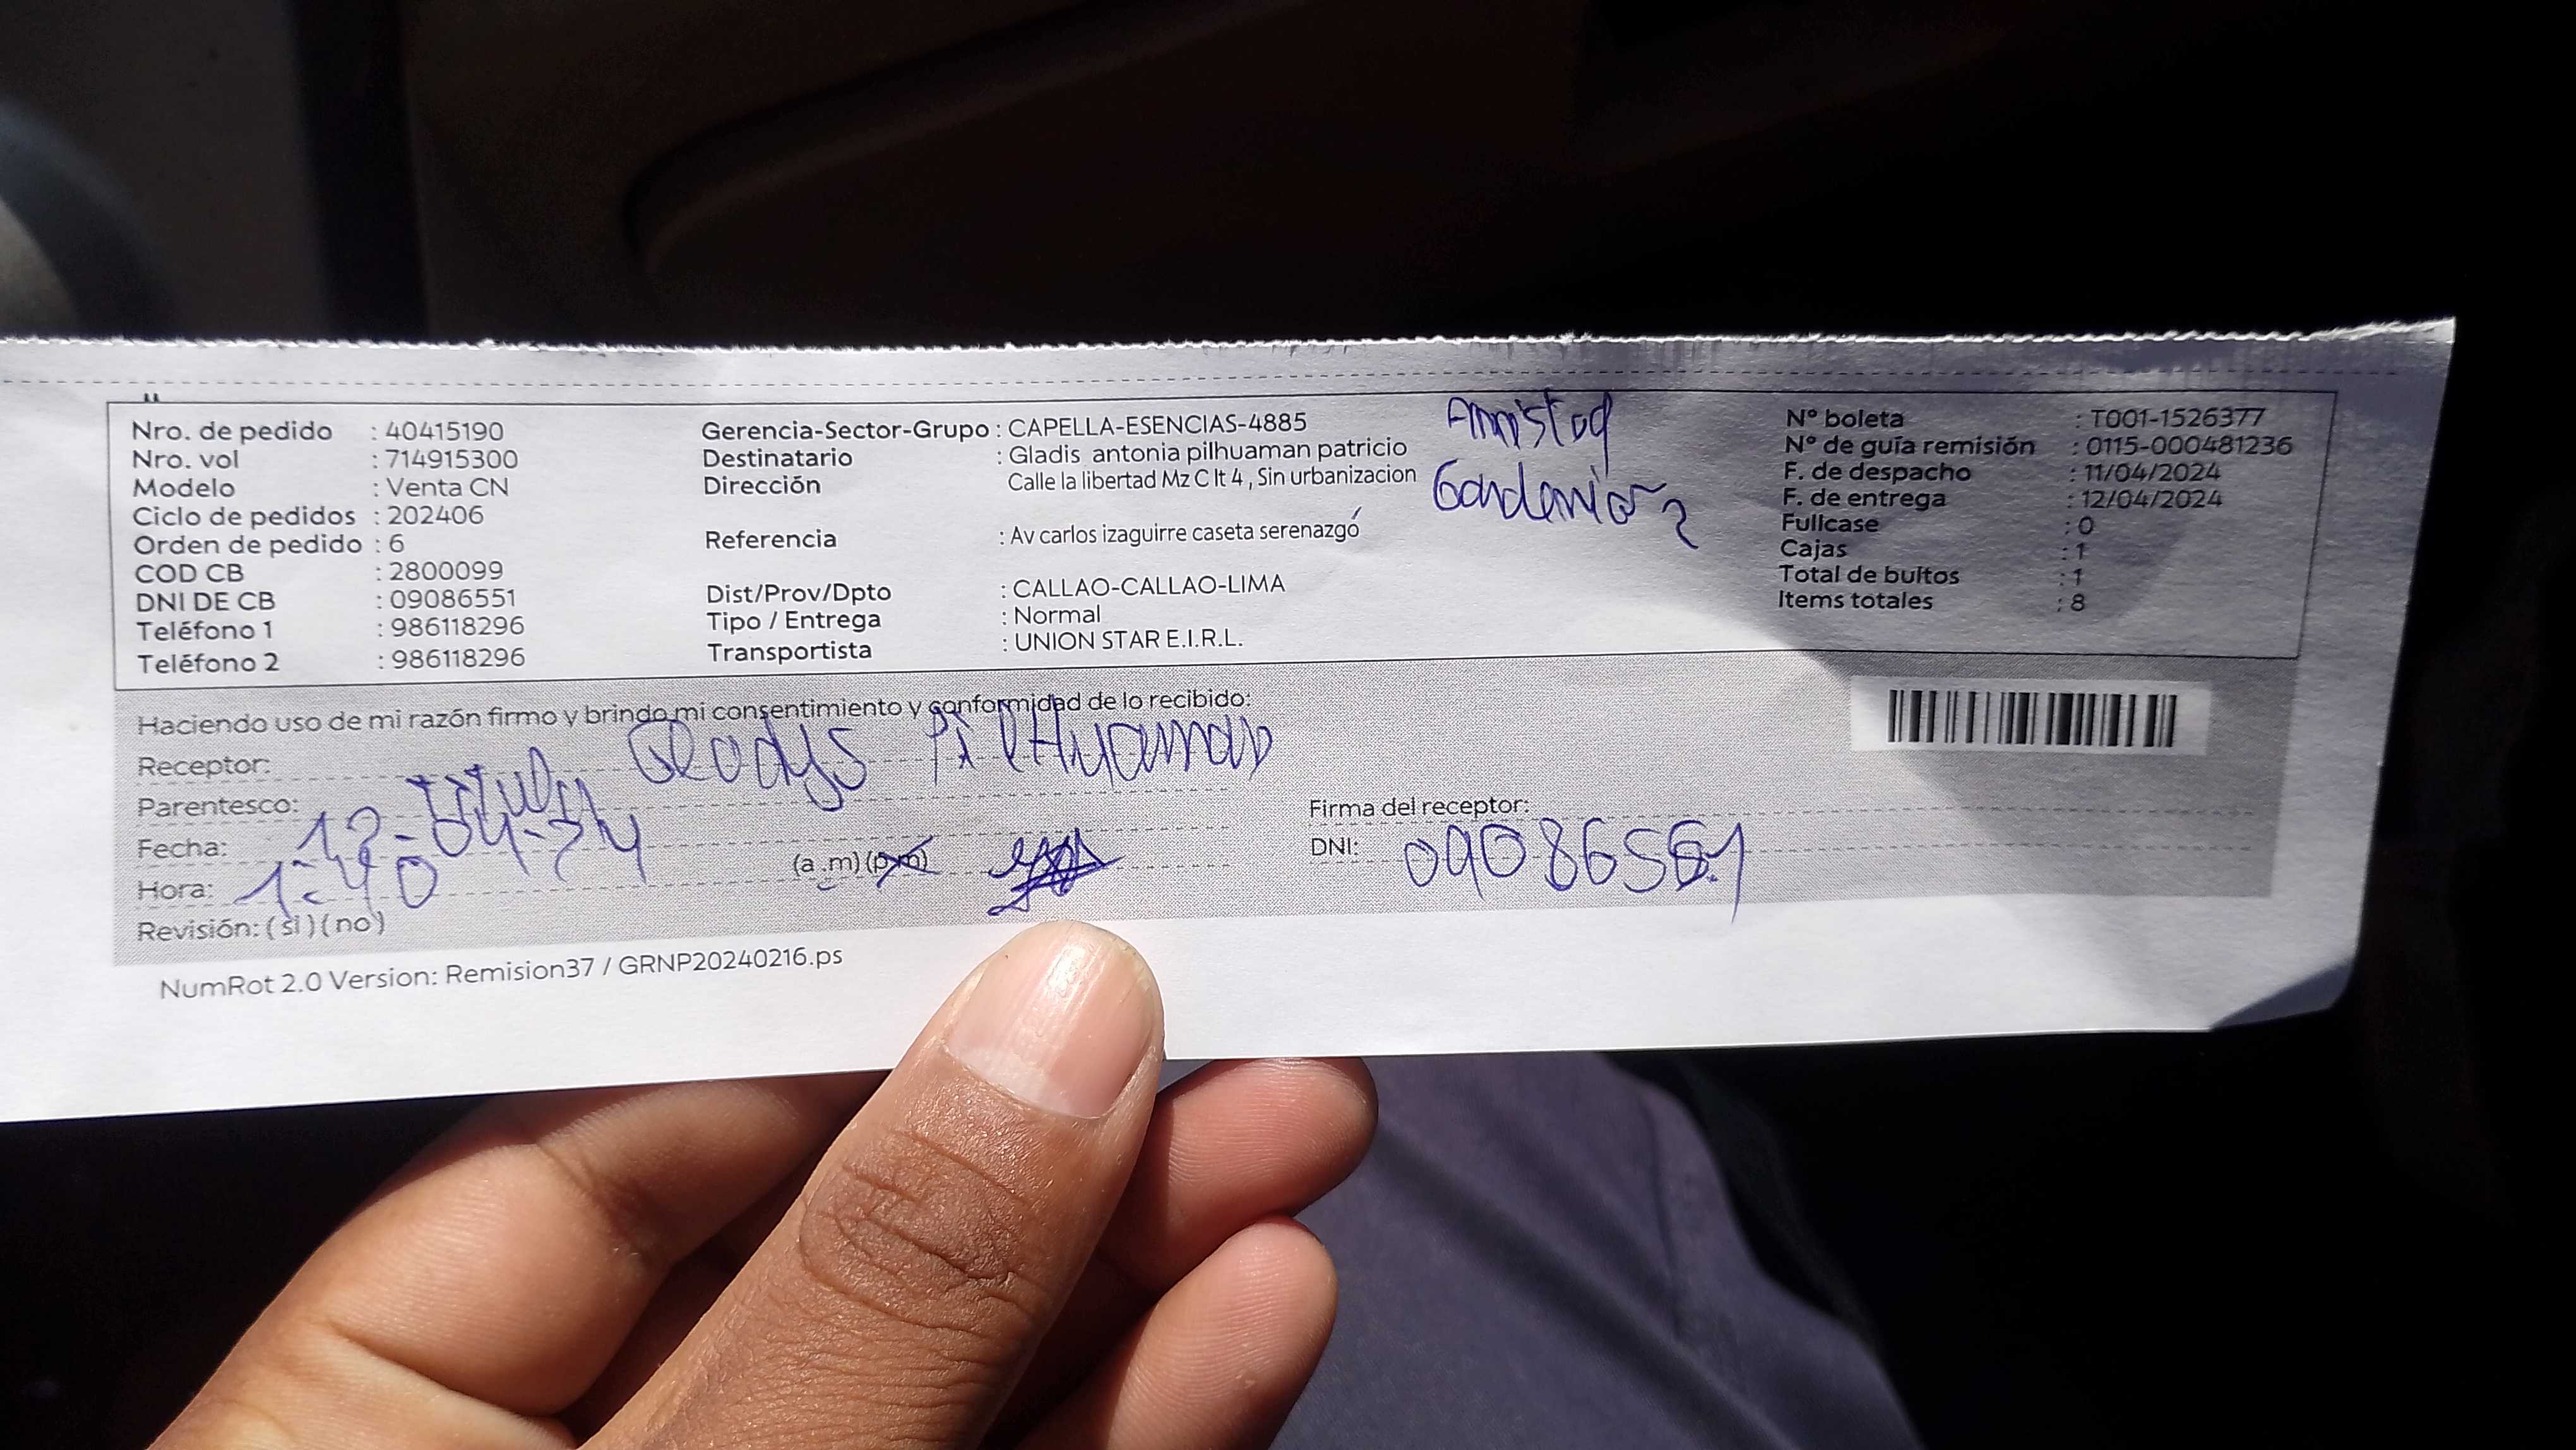 Nro. de pedido : 40415190
Nro. vol : 714915300
Modelo : Venta CN
Ciclo de pedidos : 202406
Orden de pedido : 6
COD CB : 2800099
DNI DE CB : 09086551
Teléfono 1 : 986118296
Teléfono 2 : 986118296
Gerencia-Sector-Grupo : CAPELLA-ESENCIAS-4885
Destinatario : Gladis antonia pilhuaman patricio
Dirección Calle la libertad Mz C lt 4 , Sin urbanizacion
Referencia : Av carlos izaguirre caseta serenazgo
Dist/Prov/Dpto : CALLAO-CALLAO-LIMA
Tipo / Entrega : Normal
Transportista : UNION STAR E.I.R.L.
Amistad
Nº boleta : T001-1526377
Nº de guía remisión : 0115-000481236
F. de despacho : 11/04/2024
F. de entrega : 12/04/2024
Fullcase : 0
Cajas : 1
Total de bultos : 1
Items totales : 8
Haciendo uso de mi razón firmo y brindo mi consentimiento y conformidad de lo recibido:
Receptor: Gladys PilHuaman
Parentesco: titular
Fecha: 12-04-24
Hora: 1:40 (a.m) (p.m)
Revisión: (si) (no)
Firma del receptor:
DNI: 09086551
NumRot 2.0 Version: Remision37 / GRNP20240216.ps